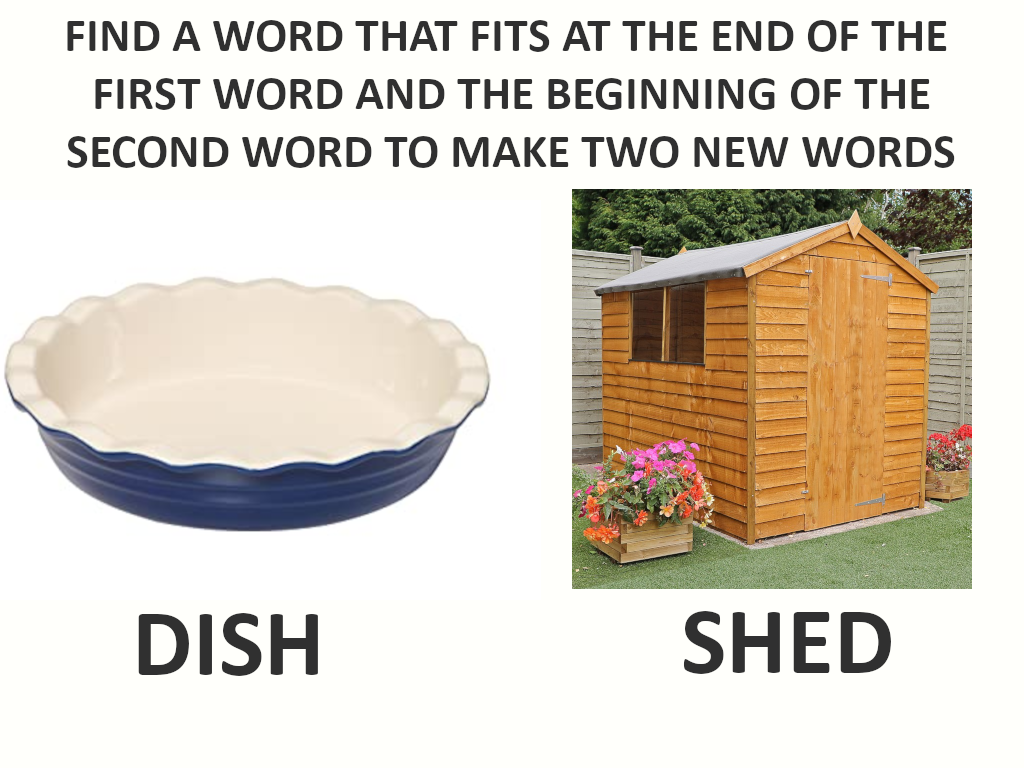 FIND A WORD THAT FITS AT THE END OF THE
FIRST WORD AND THE BEGINNING OF THE
SECOND WORD TO MAKE TWO NEW WORDS
DISH
SHED